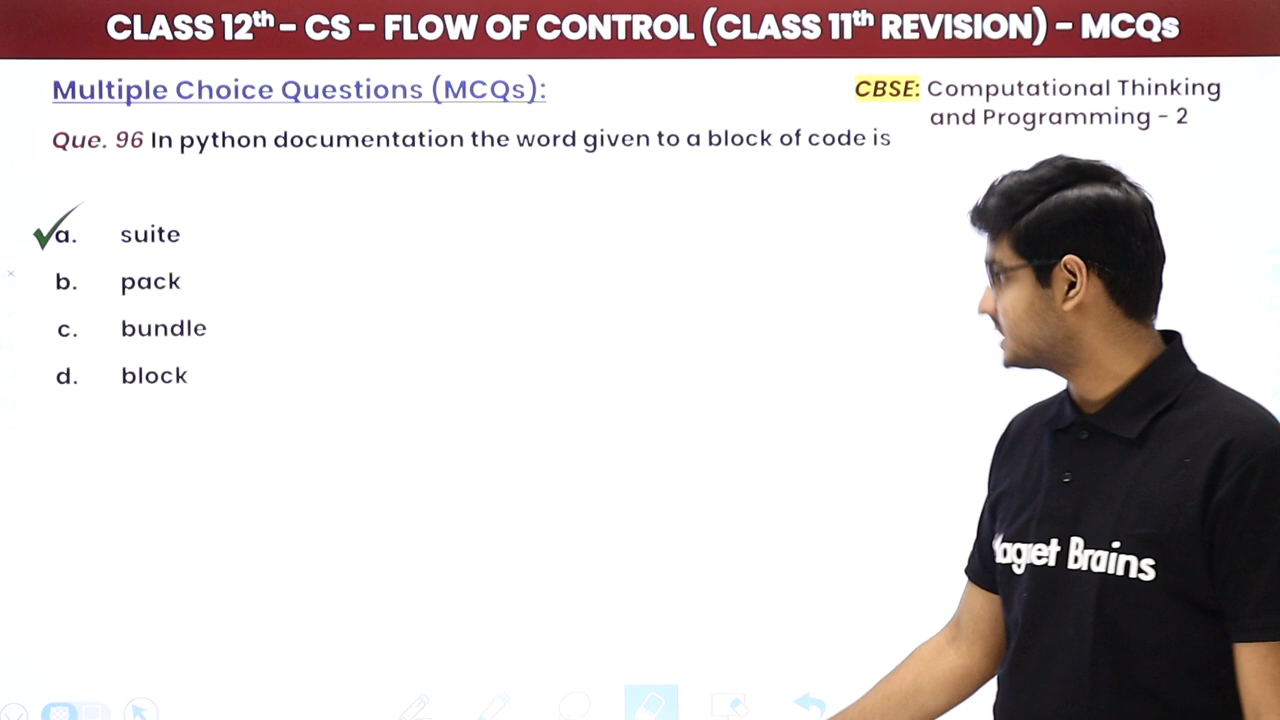 CLASS 12th - CS - FLOW OF CONTROL (CLASS 11th REVISION) - MCQs
Multiple Choice Questions (MCQs):
CBSE: Computational Thinking
and Programming - 2
Que. 96 In python documentation the word given to a block of code is
a. suite
b. pack
c. bundle
d. block
Magnet Brains